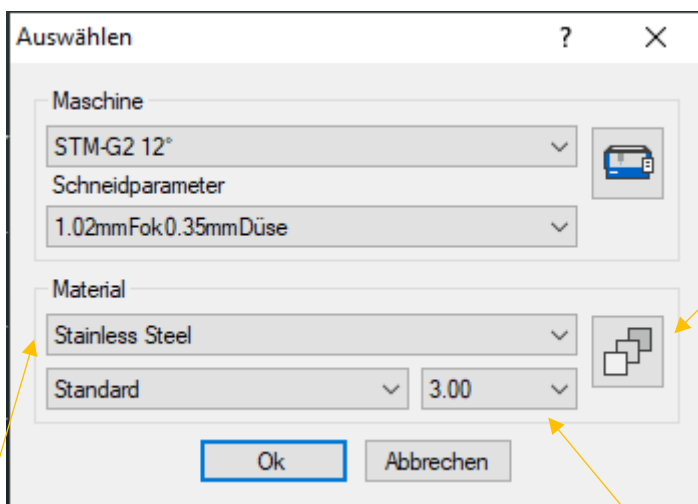 Auswählen ?
Maschine
STM-G2 12°
Schneidparameter
1.02mmFok0.35mmDüse
Material
Stainless Steel
Standard 3.00
Ok Abbrechen